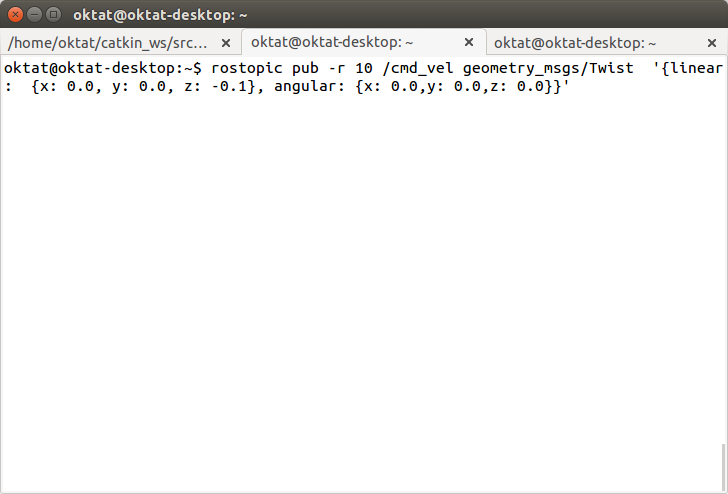 oktat@oktat-desktop: ~
/home/oktat/catkin_ws/src... × oktat@oktat-desktop: ~ × oktat@oktat-desktop: ~ ×
oktat@oktat-desktop:~$ rostopic pub -r 10 /cmd_vel geometry_msgs/Twist  '{linear
:  {x: 0.0, y: 0.0, z: -0.1}, angular: {x: 0.0,y: 0.0,z: 0.0}}'